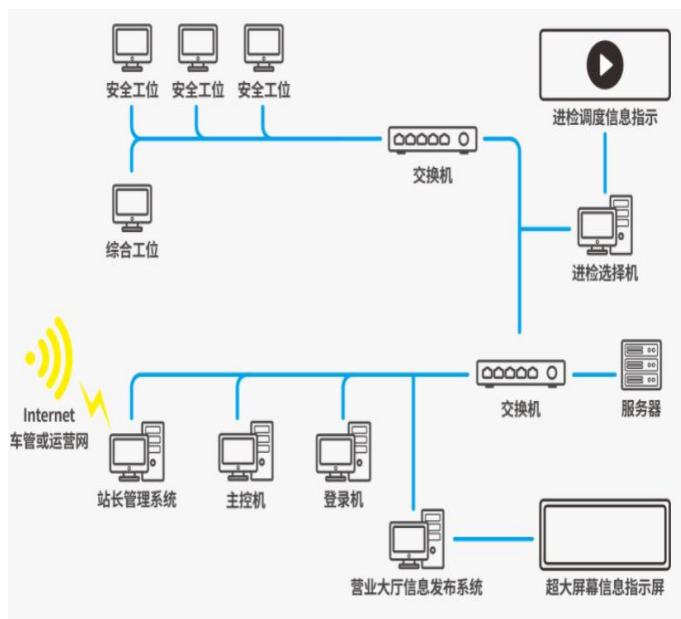 安全工位 安全工位 安全工位
进检调度信息指示
交换机
综合工位
进检选择机
Internet
车管或运营网
交换机
服务器
站长管理系统
主控机
登录机
营业大厅信息发布系统
超大屏幕信息指示屏